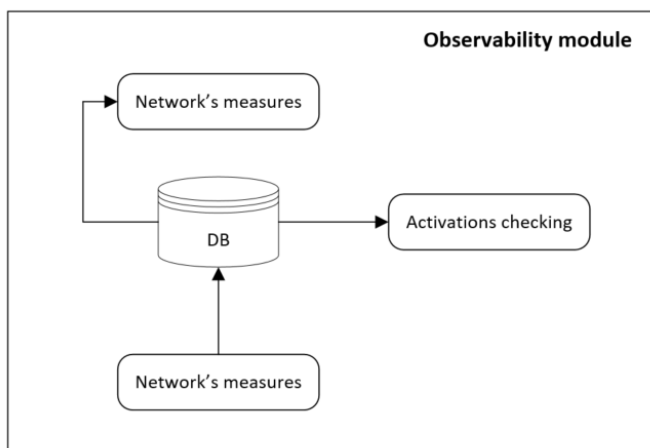 Observability module
Network’s measures
DB
Activations checking
Network’s measures